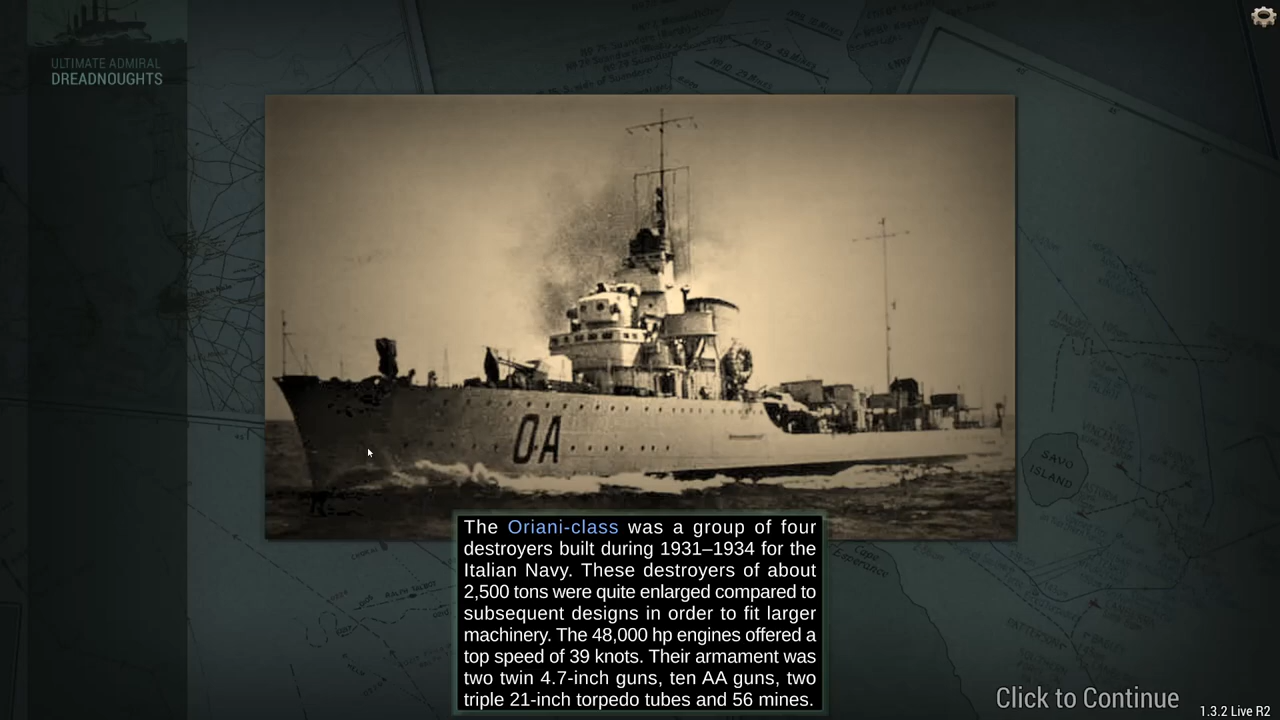 ULTIMATE ADMIRAL
DREADNOUGHTS
OA
The Oriani-class was a group of four
destroyers built during 1931–1934 for the
Italian Navy. These destroyers of about
2,500 tons were quite enlarged compared to
subsequent designs in order to fit larger
machinery. The 48,000 hp engines offered a
top speed of 39 knots. Their armament was
two twin 4.7-inch guns, ten AA guns, two
triple 21-inch torpedo tubes and 56 mines.
SAVO
ISLAND
Cape
Esperance
Click to Continue
1.3.2 Live R2